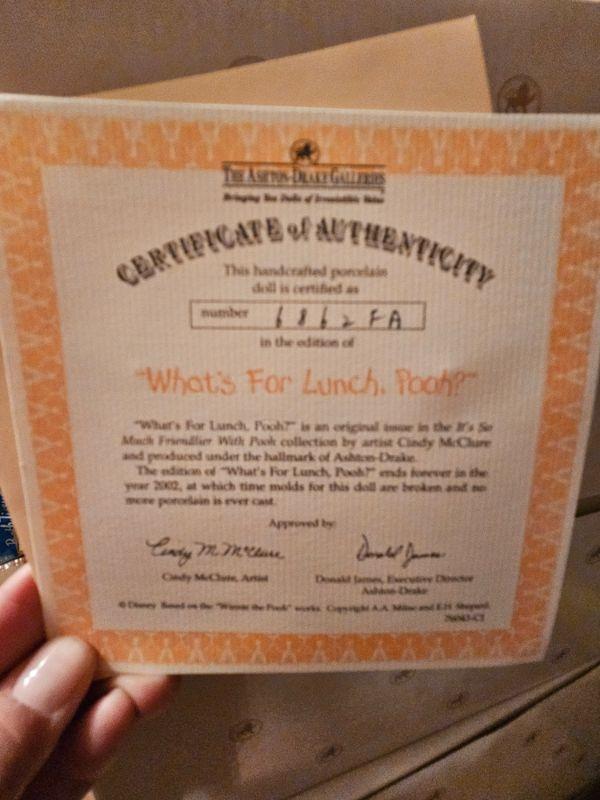 THE ASHTON-DRAKE GALLERIES
Bringing You Dolls of Irresistible Value
CERTIFICATE of AUTHENTICITY
This handcrafted porcelain
doll is certified as
number 6862FA
in the edition of
"What's For Lunch, Pooh?"
"What's For Lunch, Pooh?" is an original issue in the It's So
Much Friendlier With Pooh collection by artist Cindy McClure
and produced under the hallmark of Ashton-Drake.
The edition of "What's For Lunch, Pooh?" ends forever in the
year 2002, at which time molds for this doll are broken and no
more porcelain is ever cast.
Approved by:
Cindy M. McClure Donald James
Cindy McClure, Artist Donald James, Executive Director
Ashton-Drake
© Disney Based on the "Winnie the Pooh" works. Copyright A.A. Milne and E.H. Shepard.
76043-CI